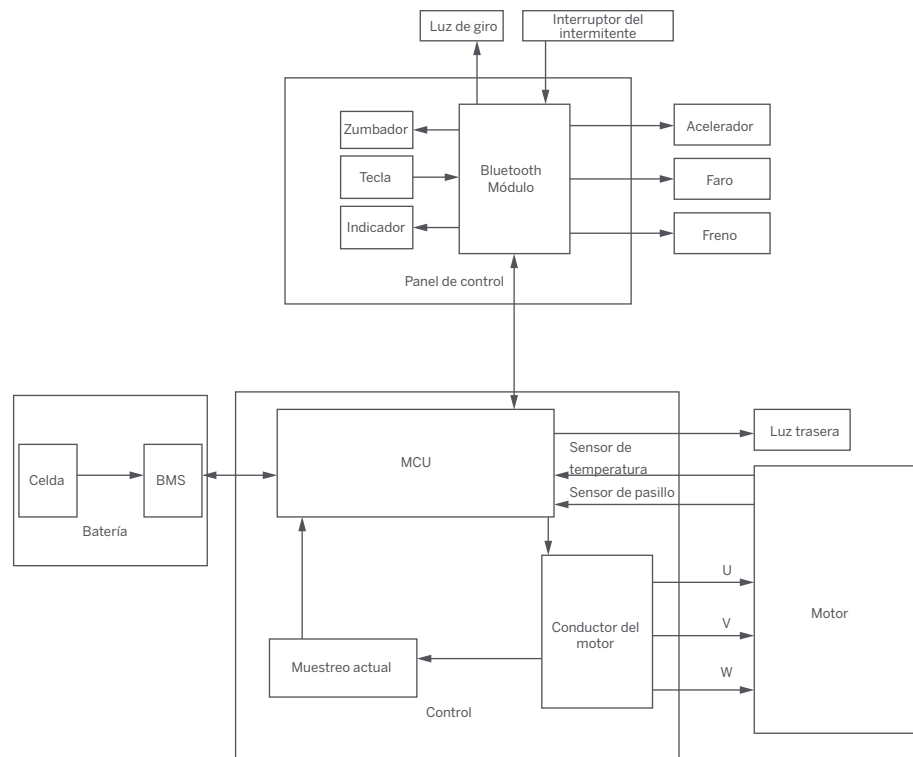 Luz de giro
Interruptor del
intermitente
Zumbador
Tecla
Indicador
Bluetooth
Módulo
Acelerador
Faro
Freno
Panel de control
Celda
BMS
Batería
MCU
Luz trasera
Sensor de
temperatura
Sensor de pasillo
Conductor del
motor
Muestreo actual
Control
U
V
W
Motor